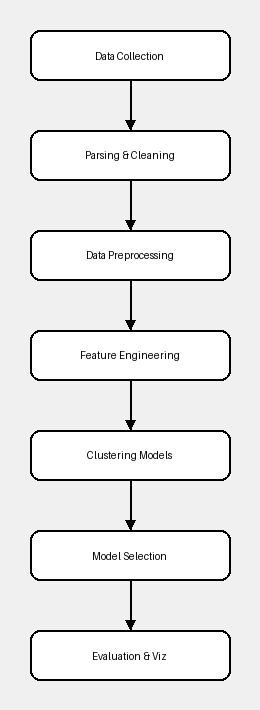 Data Collection
Parsing & Cleaning
Data Preprocessing
Feature Engineering
Clustering Models
Model Selection
Evaluation & Viz